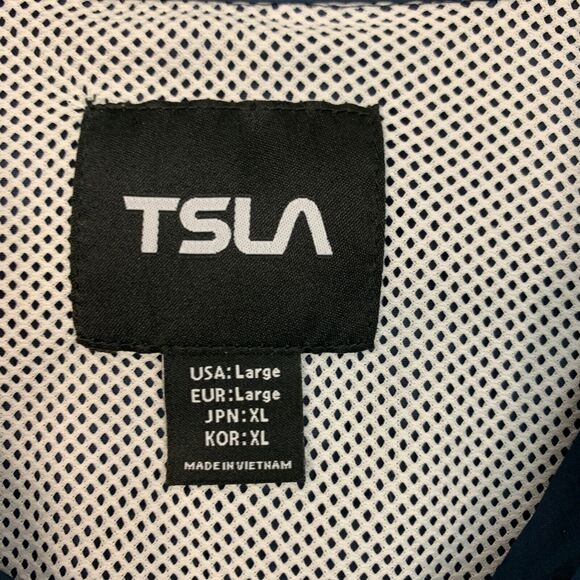 TSLA
USA: Large
EUR: Large
JPN: XL
KOR: XL
MADE IN VIETNAM